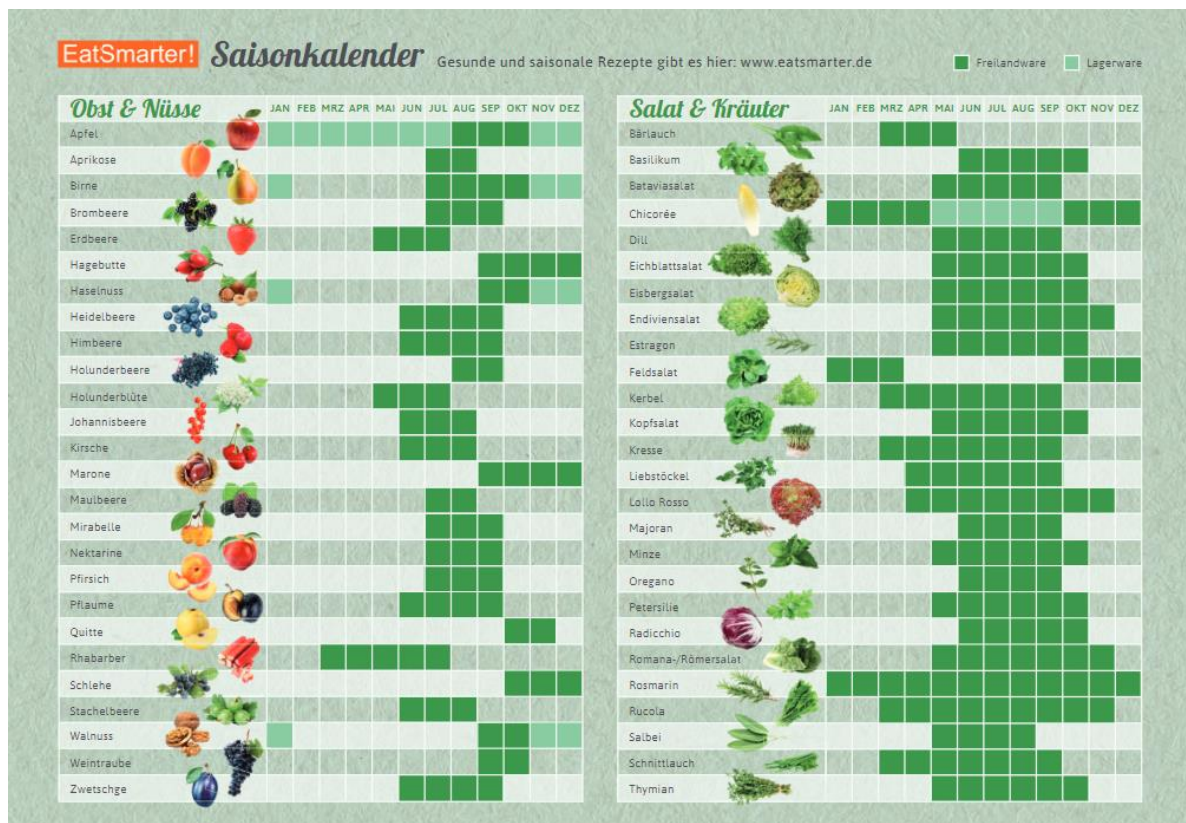 EatSmarter! Saisonkalender Gesunde und saisonale Rezepte gibt es hier: www.eatsmarter.de Freilandware Lagerware
Obst & Nüsse JAN FEB MRZ APR MAI JUN JUL AUG SEP OKT NOV DEZ
Apfel
Aprikose
Birne
Brombeere
Erdbeere
Hagebutte
Haselnuss
Heidelbeere
Himbeere
Holunderbeere
Holunderblüte
Johannisbeere
Kirsche
Marone
Maulbeere
Mirabelle
Nektarine
Pfirsich
Pflaume
Quitte
Rhabarber
Schlehe
Stachelbeere
Walnuss
Weintraube
Zwetschge
Salat & Kräuter JAN FEB MRZ APR MAI JUN JUL AUG SEP OKT NOV DEZ
Bärlauch
Basilikum
Bataviasalat
Chicorée
Dill
Eichblattsalat
Eisbergsalat
Endiviensalat
Estragon
Feldsalat
Kerbel
Kopfsalat
Kresse
Liebstöckel
Lollo Rosso
Majoran
Minze
Oregano
Petersilie
Radicchio
Romana-/Römersalat
Rosmarin
Rucola
Salbei
Schnittlauch
Thymian